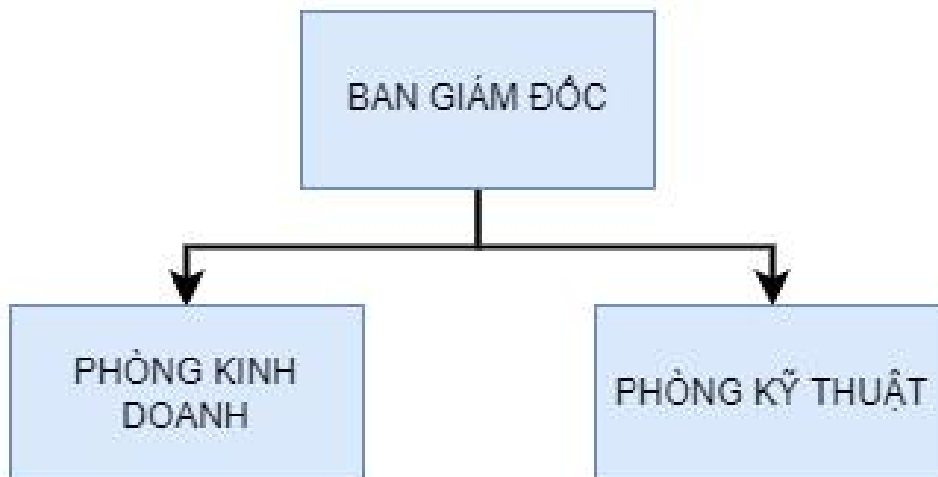 BAN GIÁM ĐỐC
PHÒNG KINH
DOANH
PHÒNG KỸ THUẬT